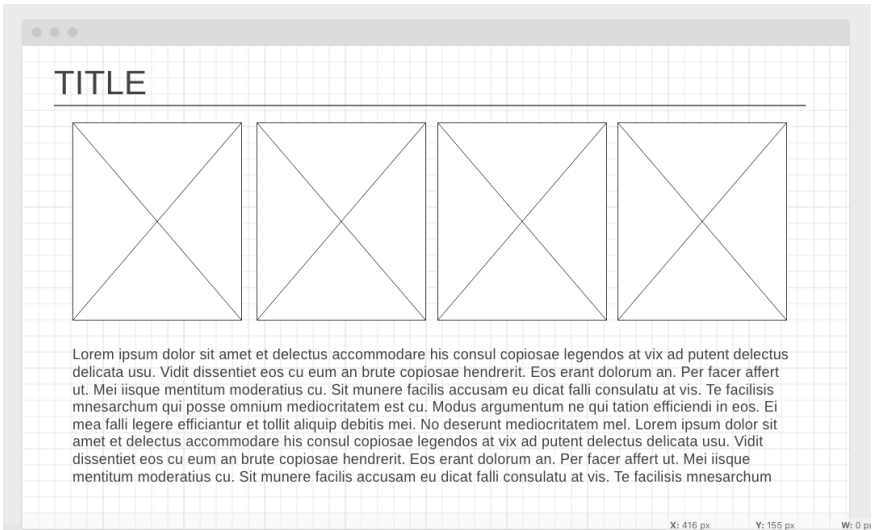 TITLE
Lorem ipsum dolor sit amet et delectus accommodare his consul copiosae legendos at vix ad putent delectus
delicata usu. Vidit dissentiet eos cu eum an brute copiosae hendrerit. Eos erant dolorum an. Per facer affert
ut. Mei iisque mentitum moderatius cu. Sit munere facilis accusam eu dicat falli consulatu at vis. Te facilisis
mnesarchum qui posse omnium mediocritatem est cu. Modus argumentum ne qui tation efficiendi in eos. Ei
mea falli legere efficiantur et tollit aliquip debitis mei. No deserunt mediocritatem mel. Lorem ipsum dolor sit
amet et delectus accommodare his consul copiosae legendos at vix ad putent delectus delicata usu. Vidit
dissentiet eos cu eum an brute copiosae hendrerit. Eos erant dolorum an. Per facer affert ut. Mei iisque
mentitum moderatius cu. Sit munere facilis accusam eu dicat falli consulatu at vis. Te facilisis mnesarchum
X: 416 px Y: 155 px W: 0 px